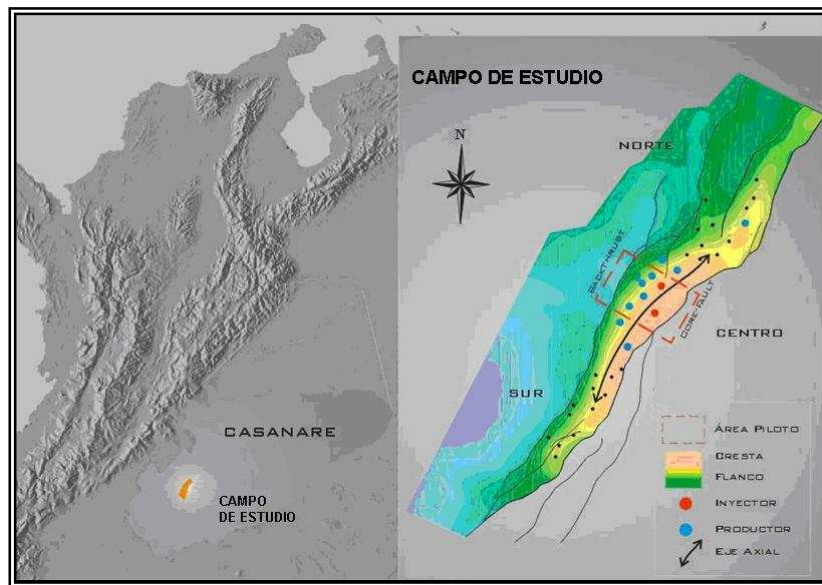 CASANARE
CAMPO
DE ESTUDIO
3
CAMPO DE ESTUDIO
N
NORTE
BACKTHRUST
CORE-FAULT
CENTRO
SUR
ÁREA PILOTO
CRESTA
FLANCO
INYECTOR
PRODUCTOR
EJE AXIAL